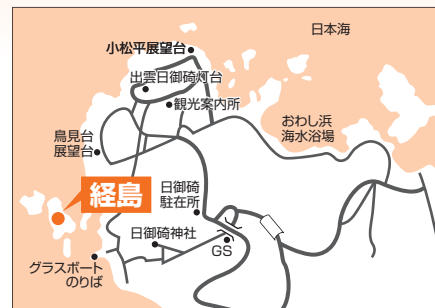 日本海
小松平展望台
出雲日御碕灯台
観光案内所
おわし浜
海水浴場
鳥見台
展望台
経島
日御碕
駐在所
日御碕神社
GS
グラスボート
のりば